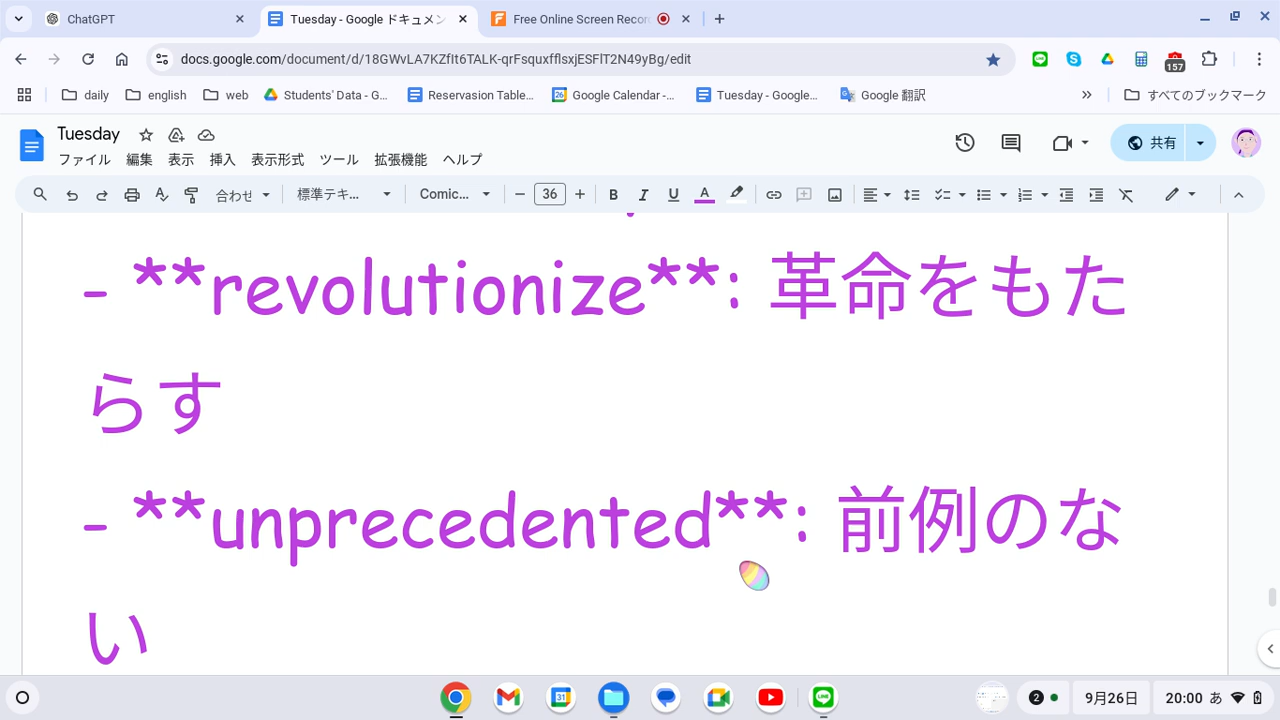 ChatGPT
Tuesday - Google ドキュメン
Free Online Screen Recor
docs.google.com/document/d/
157
daily
english
web
Students' Data - G...
Reservasion Table...
Google Calendar -...
Tuesday - Google...
Google 翻訳
すべてのブックマーク
Tuesday
共有
ファイル 編集 表示 挿入 表示形式 ツール 拡張機能 ヘルプ
合わせ
標準テキ...
Comic...
36
B I U A
- **revolutionize**: 革命をもた
らす
- **unprecedented**: 前例のな
い
31
2
9月26日
20:00 あ